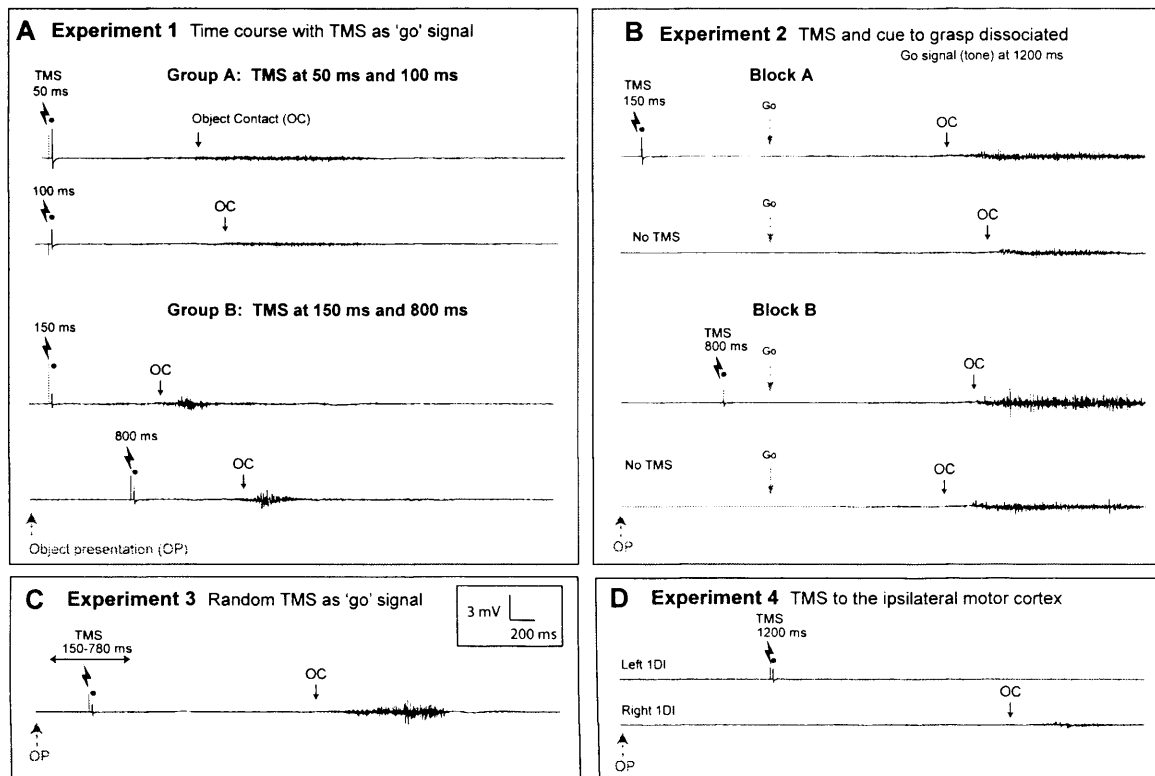 A Experiment 1 Time course with TMS as 'go' signal
Group A: TMS at 50 ms and 100 ms
TMS
50 ms
Object Contact (OC)
100 ms
OC
Group B: TMS at 150 ms and 800 ms
150 ms
OC
800 ms
OC
Object presentation (OP)
B Experiment 2 TMS and cue to grasp dissociated
Go signal (tone) at 1200 ms
Block A
TMS
150 ms
Go
OC
Go
OC
No TMS
Block B
TMS
800 ms
Go
OC
Go
No TMS
OC
OP
C Experiment 3 Random TMS as 'go' signal
3 mV
200 ms
TMS
150-780 ms
OC
OP
D Experiment 4 TMS to the ipsilateral motor cortex
TMS
1200 ms
Left 1DI
OC
Right 1DI
OP